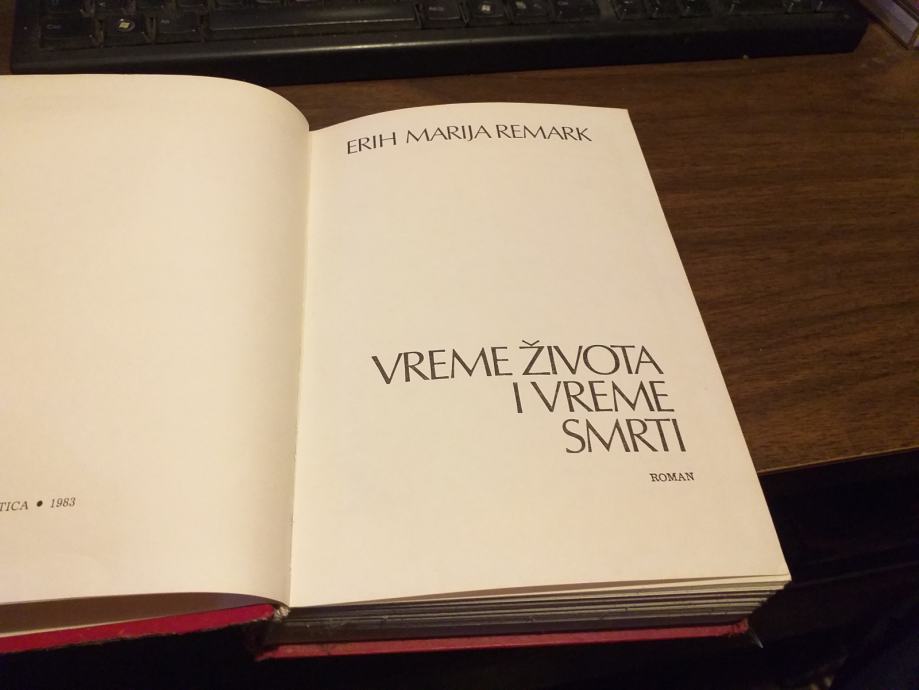 TICA • 1983
ERIH MARIJA REMARK
VREME ŽIVOTA
I VREME
SMRTI
ROMAN